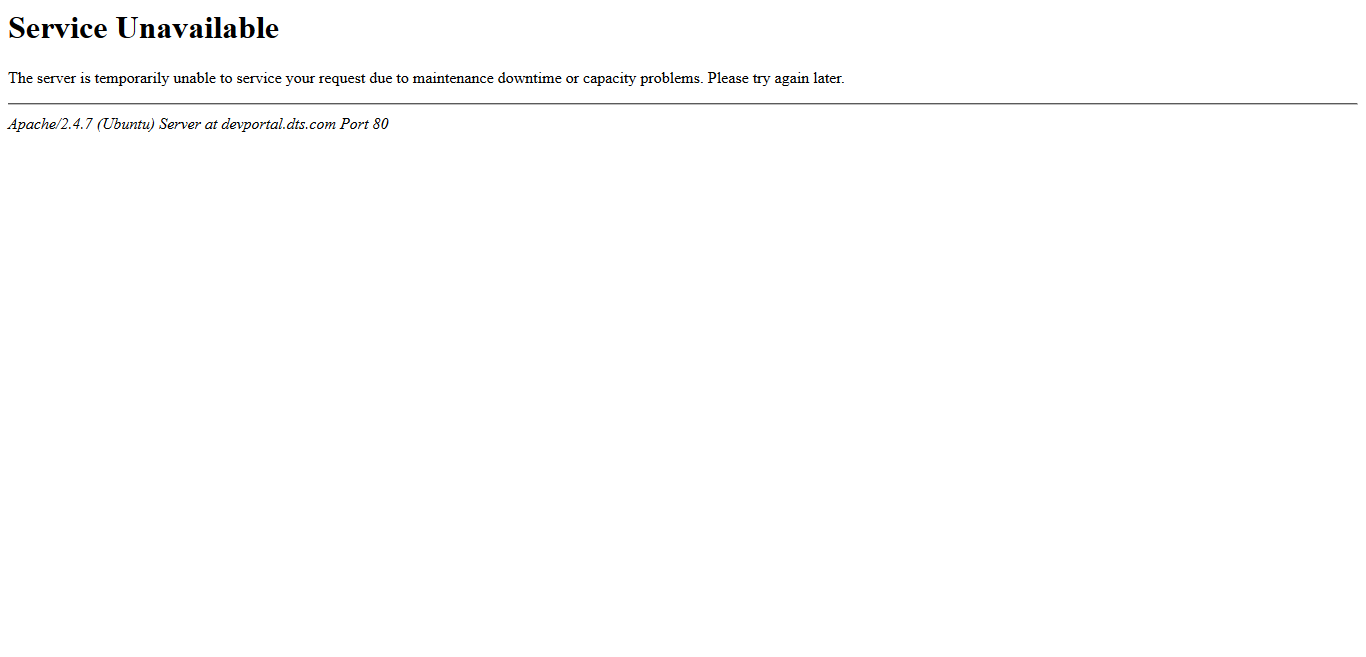 Service Unavailable
The server is temporarily unable to service your request due to maintenance downtime or capacity problems. Please try again later.
Apache/2.4.7 (Ubuntu) Server at devportal.dts.com Port 80